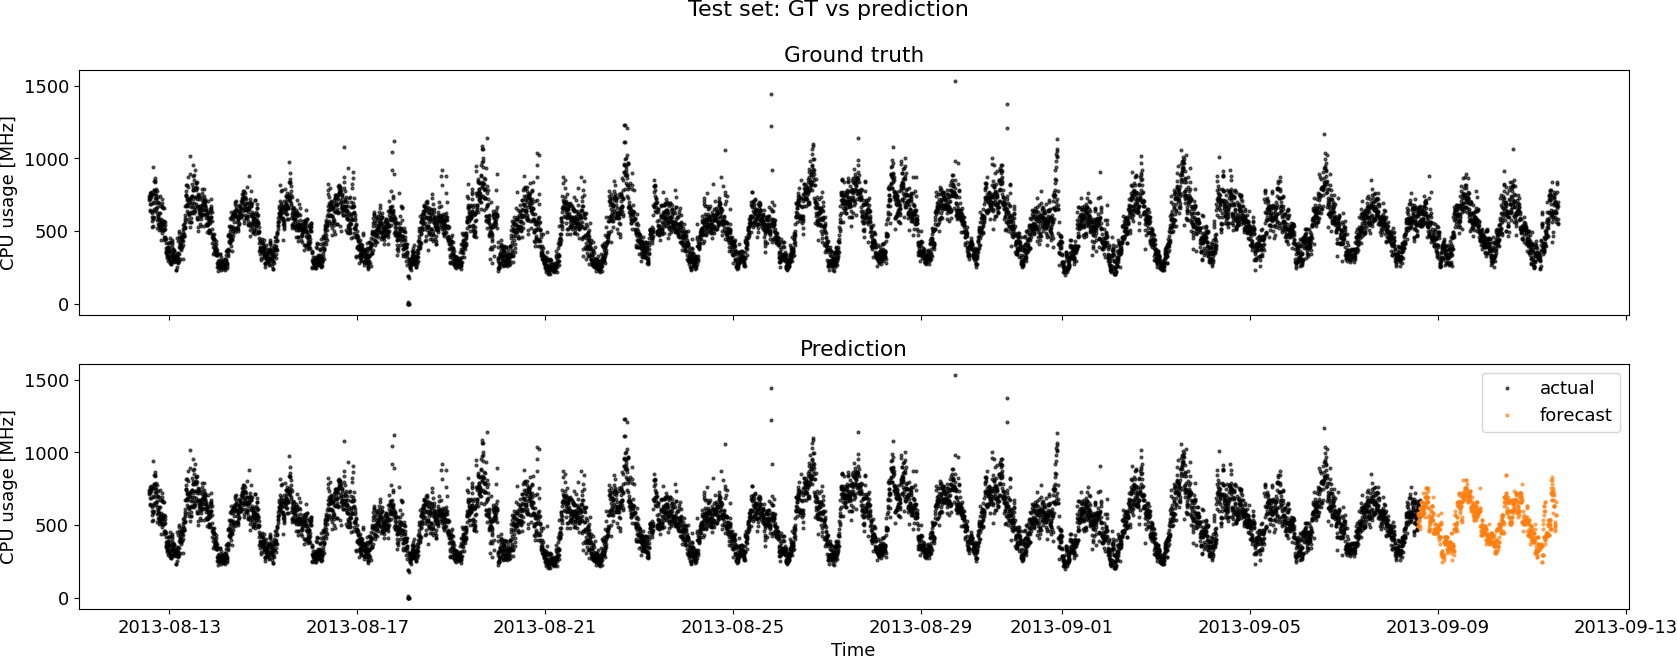 Test set: GT vs prediction
Ground truth
CPU usage [MHz]
1500
1000
500
0
Prediction
CPU usage [MHz]
1500
1000
500
0
actual
forecast
2013-08-13 2013-08-17 2013-08-21 2013-08-25 2013-08-29 2013-09-01 2013-09-05 2013-09-09 2013-09-13
Time